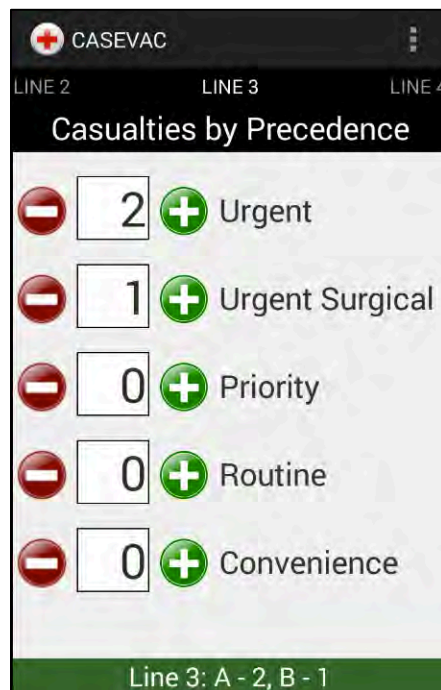 CASEVAC
LINE 2 LINE 3 LINE 4
Casualties by Precedence
2 Urgent
1 Urgent Surgical
0 Priority
0 Routine
0 Convenience
Line 3: A - 2, B - 1